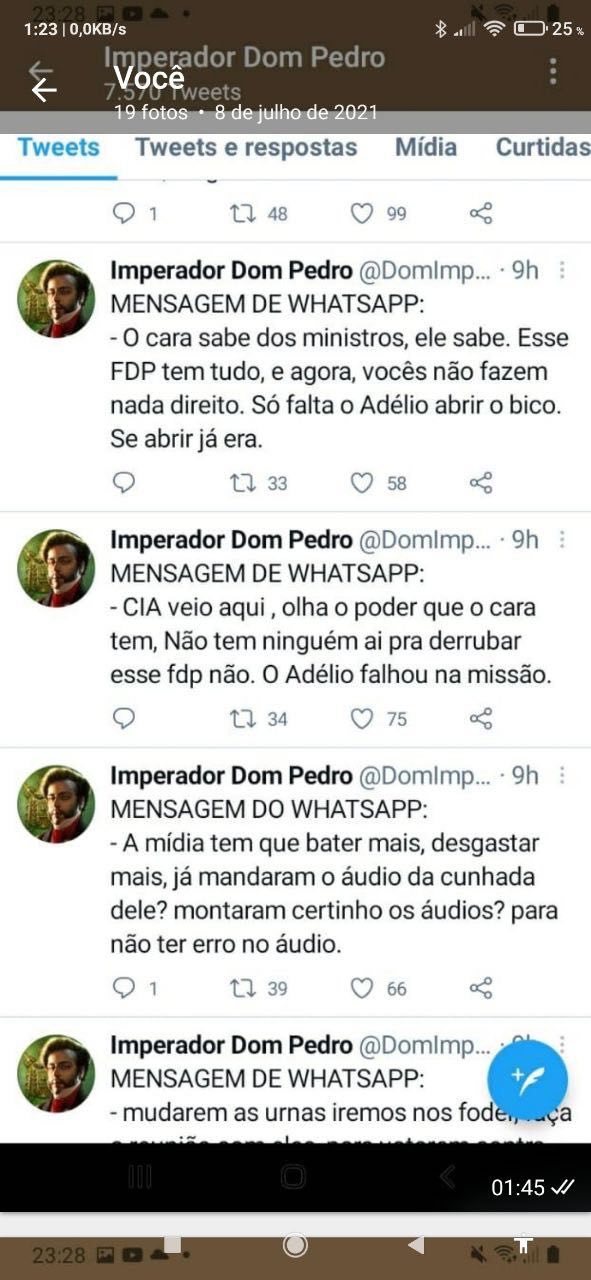 23:28
1:23 | 0,0KB/s
25%
Imperador Dom Pedro
Você
7.570 Tweets
19 fotos • 8 de julho de 2021
Tweets Tweets e respostas Mídia Curtidas
1 48 99
Imperador Dom Pedro @DomImp... · 9h
MENSAGEM DE WHATSAPP:
- O cara sabe dos ministros, ele sabe. Esse
FDP tem tudo, e agora, vocês não fazem
nada direito. Só falta o Adélio abrir o bico.
Se abrir já era.
33 58
Imperador Dom Pedro @DomImp... · 9h
MENSAGEM DE WHATSAPP:
- CIA veio aqui , olha o poder que o cara
tem, Não tem ninguém ai pra derrubar
esse fdp não. O Adélio falhou na missão.
34 75
Imperador Dom Pedro @DomImp... · 9h
MENSAGEM DO WHATSAPP:
- A mídia tem que bater mais, desgastar
mais, já mandaram o áudio da cunhada
dele? montaram certinho os áudios? para
não ter erro no áudio.
1 39 66
Imperador Dom Pedro @DomImp...
MENSAGEM DE WHATSAPP:
- mudarem as urnas iremos nos foder,
01:45
23:28